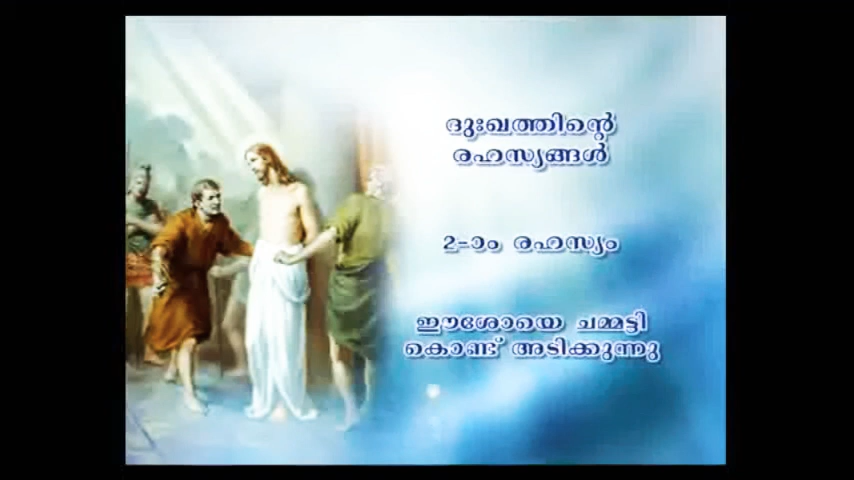 ദുഃഖത്തിന്റെ
രഹസ്യങ്ങൾ
2-ാം രഹസ്യം
ഈശോയെ ചമ്മട്ടി
കൊണ്ട് അടിക്കുന്നു